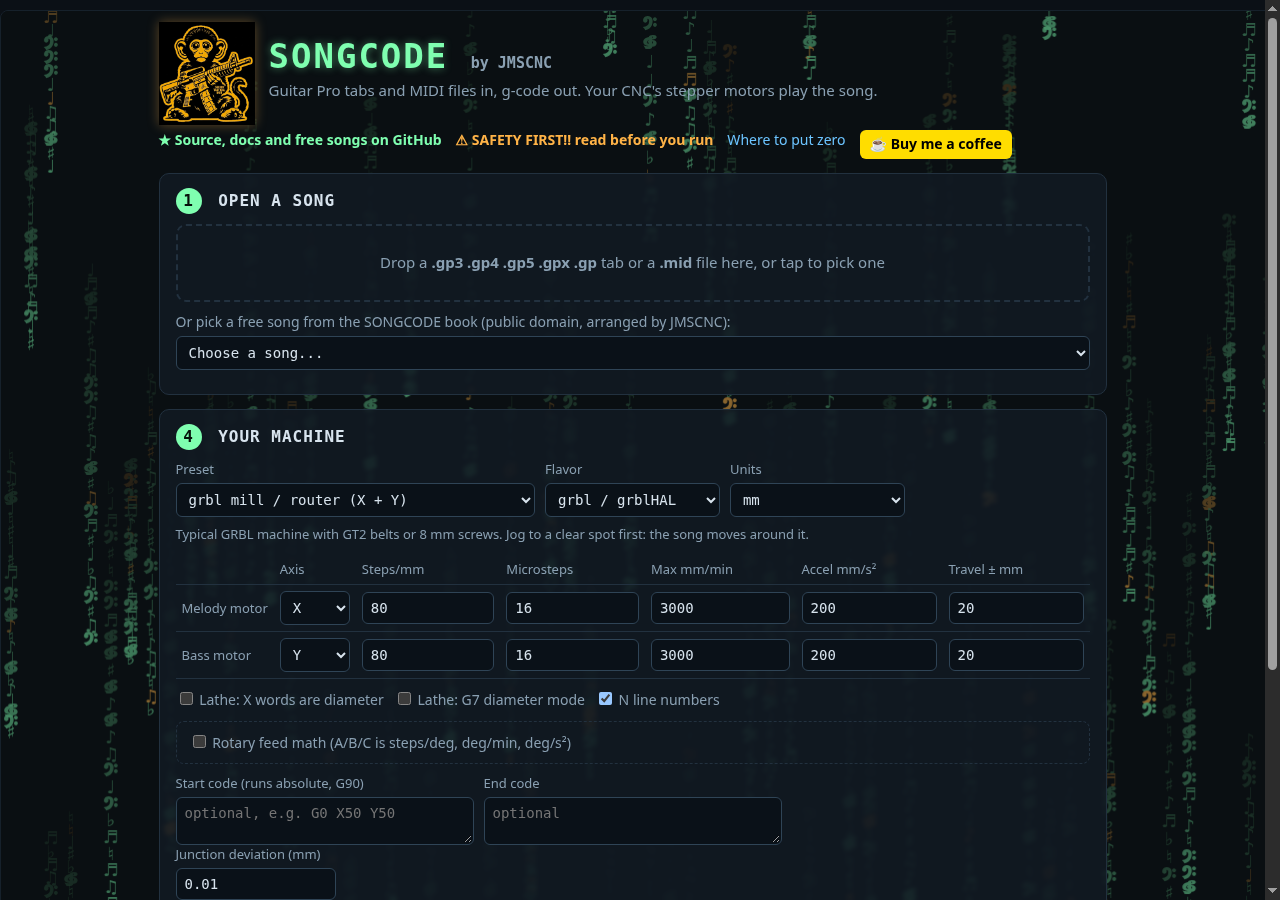 SONGCODE by JMSCNC
Guitar Pro tabs and MIDI files in, g-code out. Your CNC's stepper motors play the song.
★ Source, docs and free songs on GitHub ⚠ SAFETY FIRST!! read before you run Where to put zero ☕ Buy me a coffee
1 OPEN A SONG
Drop a .gp3 .gp4 .gp5 .gpx .gp tab or a .mid file here, or tap to pick one
Or pick a free song from the SONGCODE book (public domain, arranged by JMSCNC):
Choose a song...
4 YOUR MACHINE
Preset Flavor Units
grbl mill / router (X + Y) grbl / grblHAL mm
Typical GRBL machine with GT2 belts or 8 mm screws. Jog to a clear spot first: the song moves around it.
Axis Steps/mm Microsteps Max mm/min Accel mm/s² Travel ± mm
Melody motor X 80 16 3000 200 20
Bass motor Y 80 16 3000 200 20
Lathe: X words are diameter Lathe: G7 diameter mode N line numbers
Rotary feed math (A/B/C is steps/deg, deg/min, deg/s²)
Start code (runs absolute, G90) End code
optional, e.g. G0 X50 Y50 optional
Junction deviation (mm)
0.01